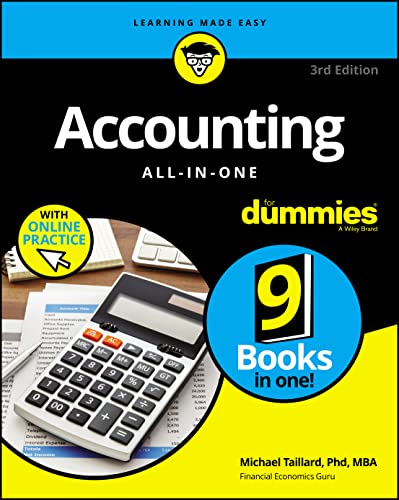 LEARNING MADE EASY
3rd Edition
Accounting
ALL-IN-ONE
for
dummies
A Wiley Brand
WITH
ONLINE
PRACTICE
9
Books
in one!
Michael Taillard, Phd, MBA
Financial Economics Guru